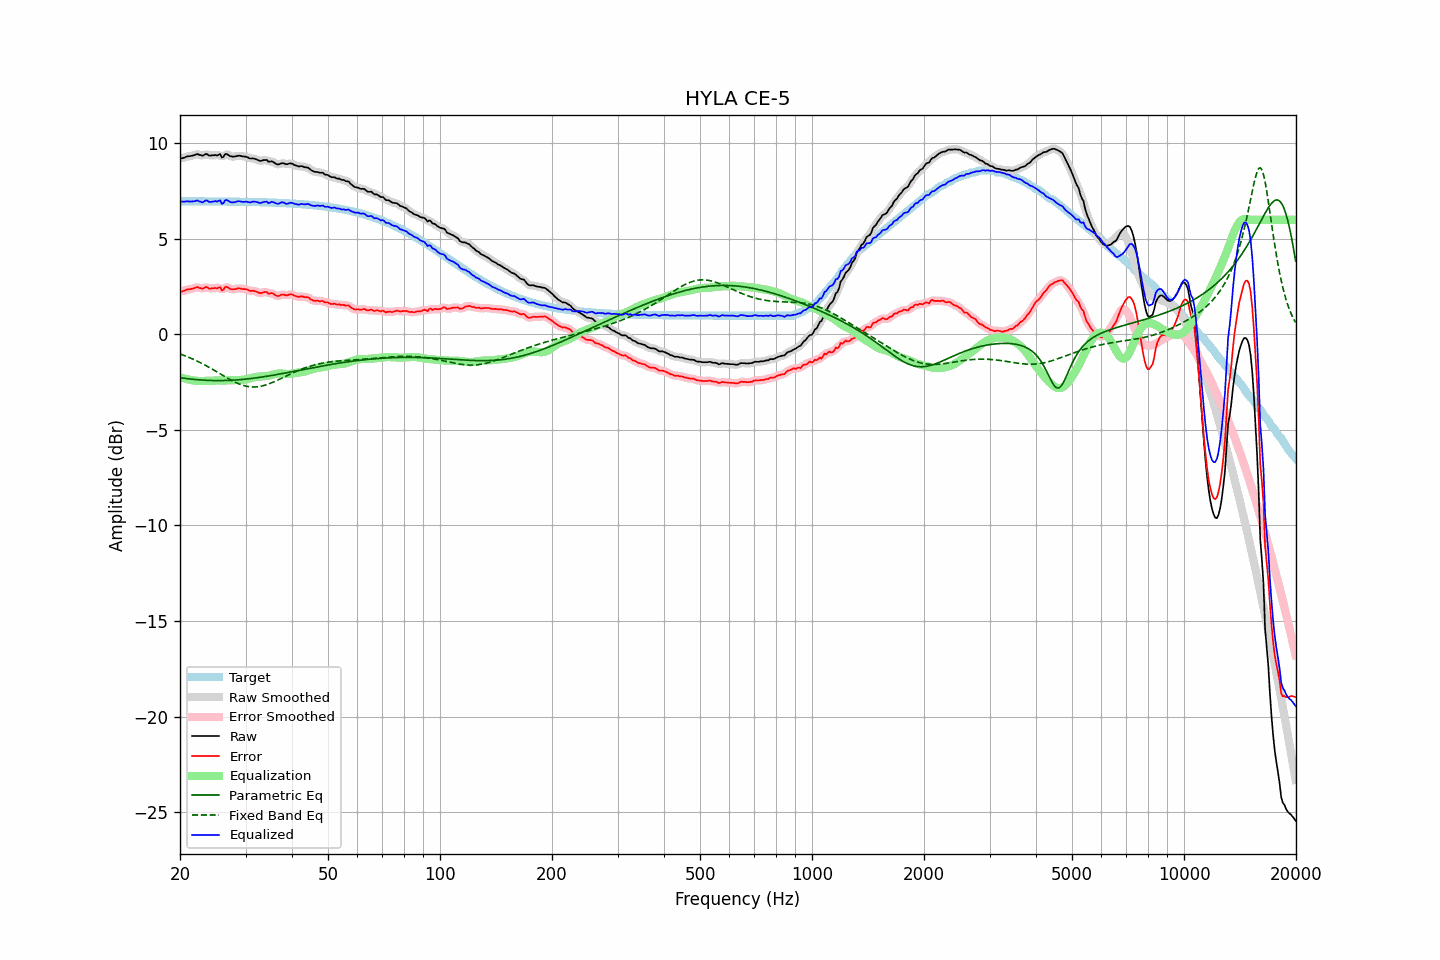 HYLA CE-5
Amplitude (dBr)
10
5
0
−5
−10
−15
−20
−25
Target
Raw Smoothed
Error Smoothed
Raw
Error
Equalization
Parametric Eq
Fixed Band Eq
Equalized
20 50 100 200 500 1000 2000 5000 10000 20000
Frequency (Hz)